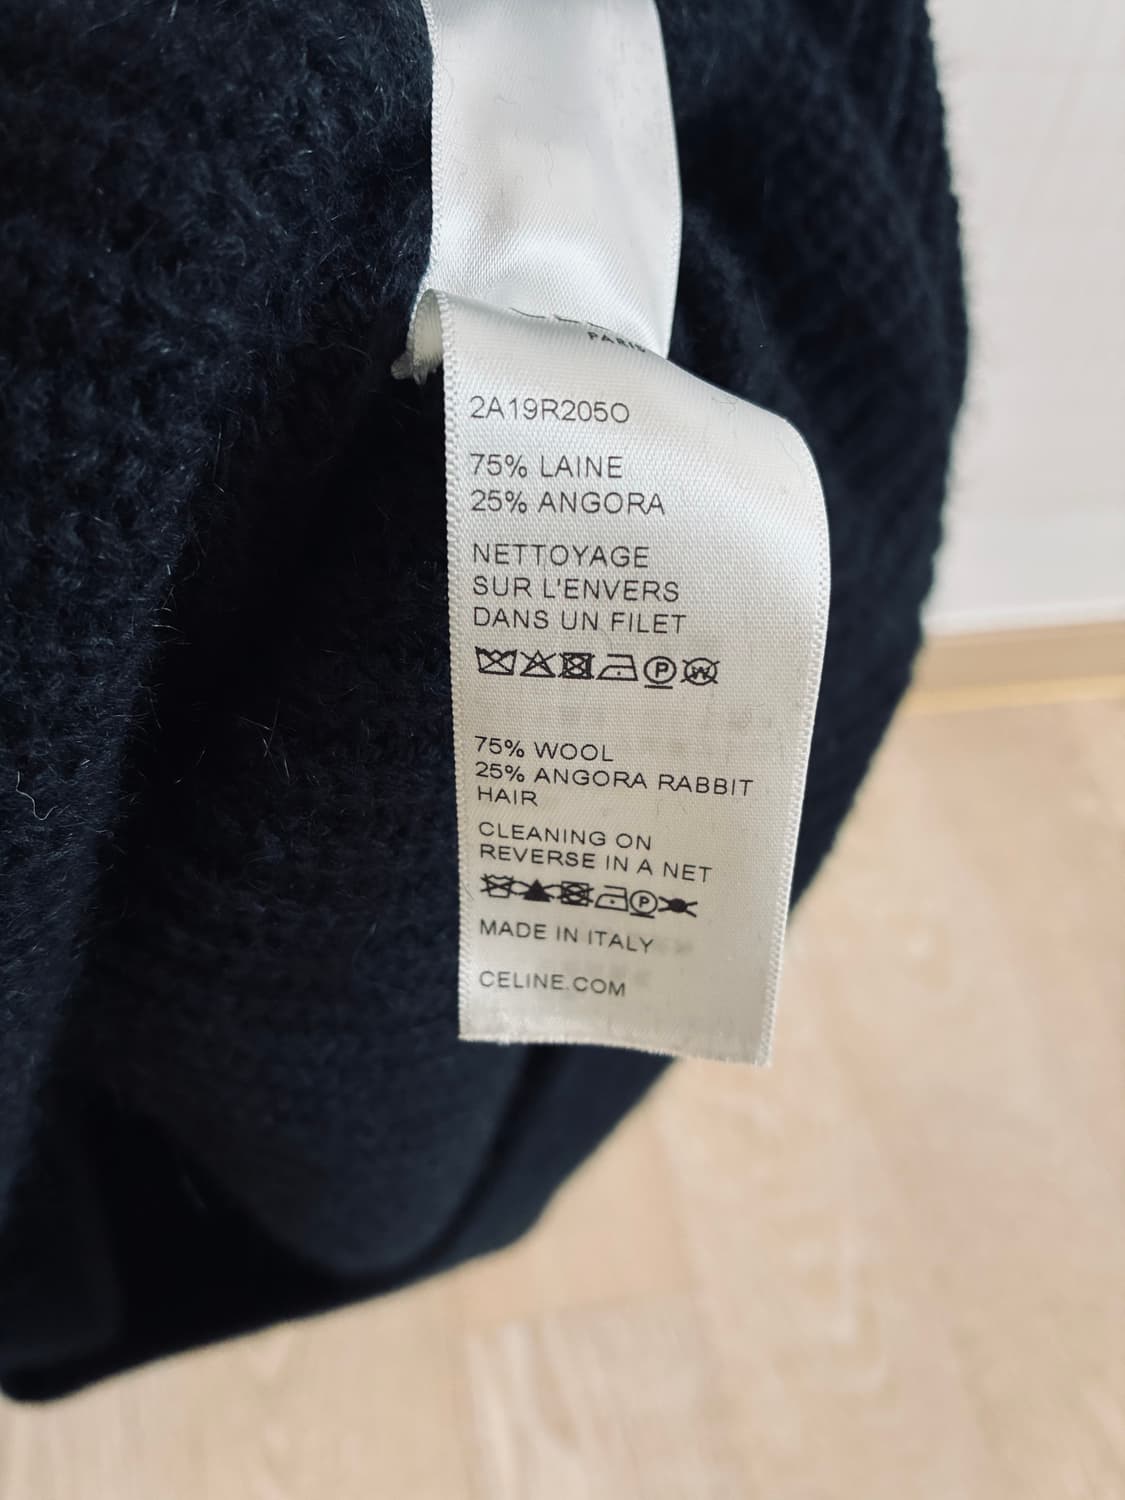 PARIS
2A19R205O
75% LAINE
25% ANGORA
NETTOYAGE
SUR L'ENVERS
DANS UN FILET
P W
75% WOOL
25% ANGORA RABBIT
HAIR
CLEANING ON
REVERSE IN A NET
P
MADE IN ITALY
CELINE.COM